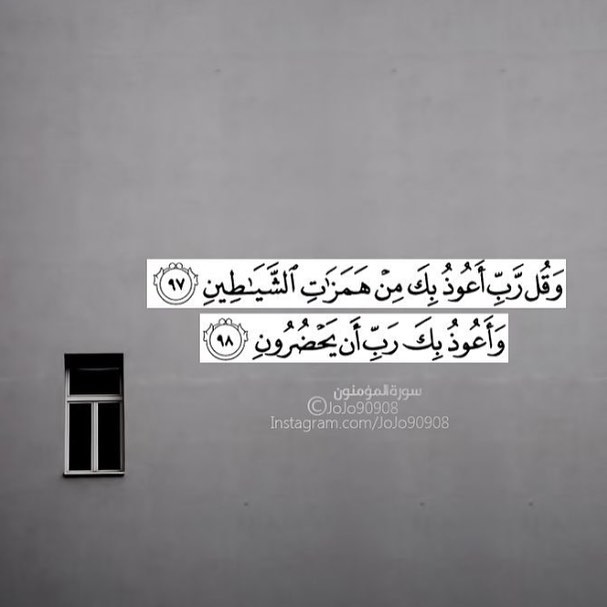 وَقُل رَّبِّ أَعُوذُ بِكَ مِنْ هَمَزَٰتِ ٱلشَّيَٰطِينِ ٩٧
وَأَعُوذُ بِكَ رَبِّ أَن يَحْضُرُونِ ٩٨
سورة المؤمنون
©JoJo90908
Instagram.com/JoJo90908